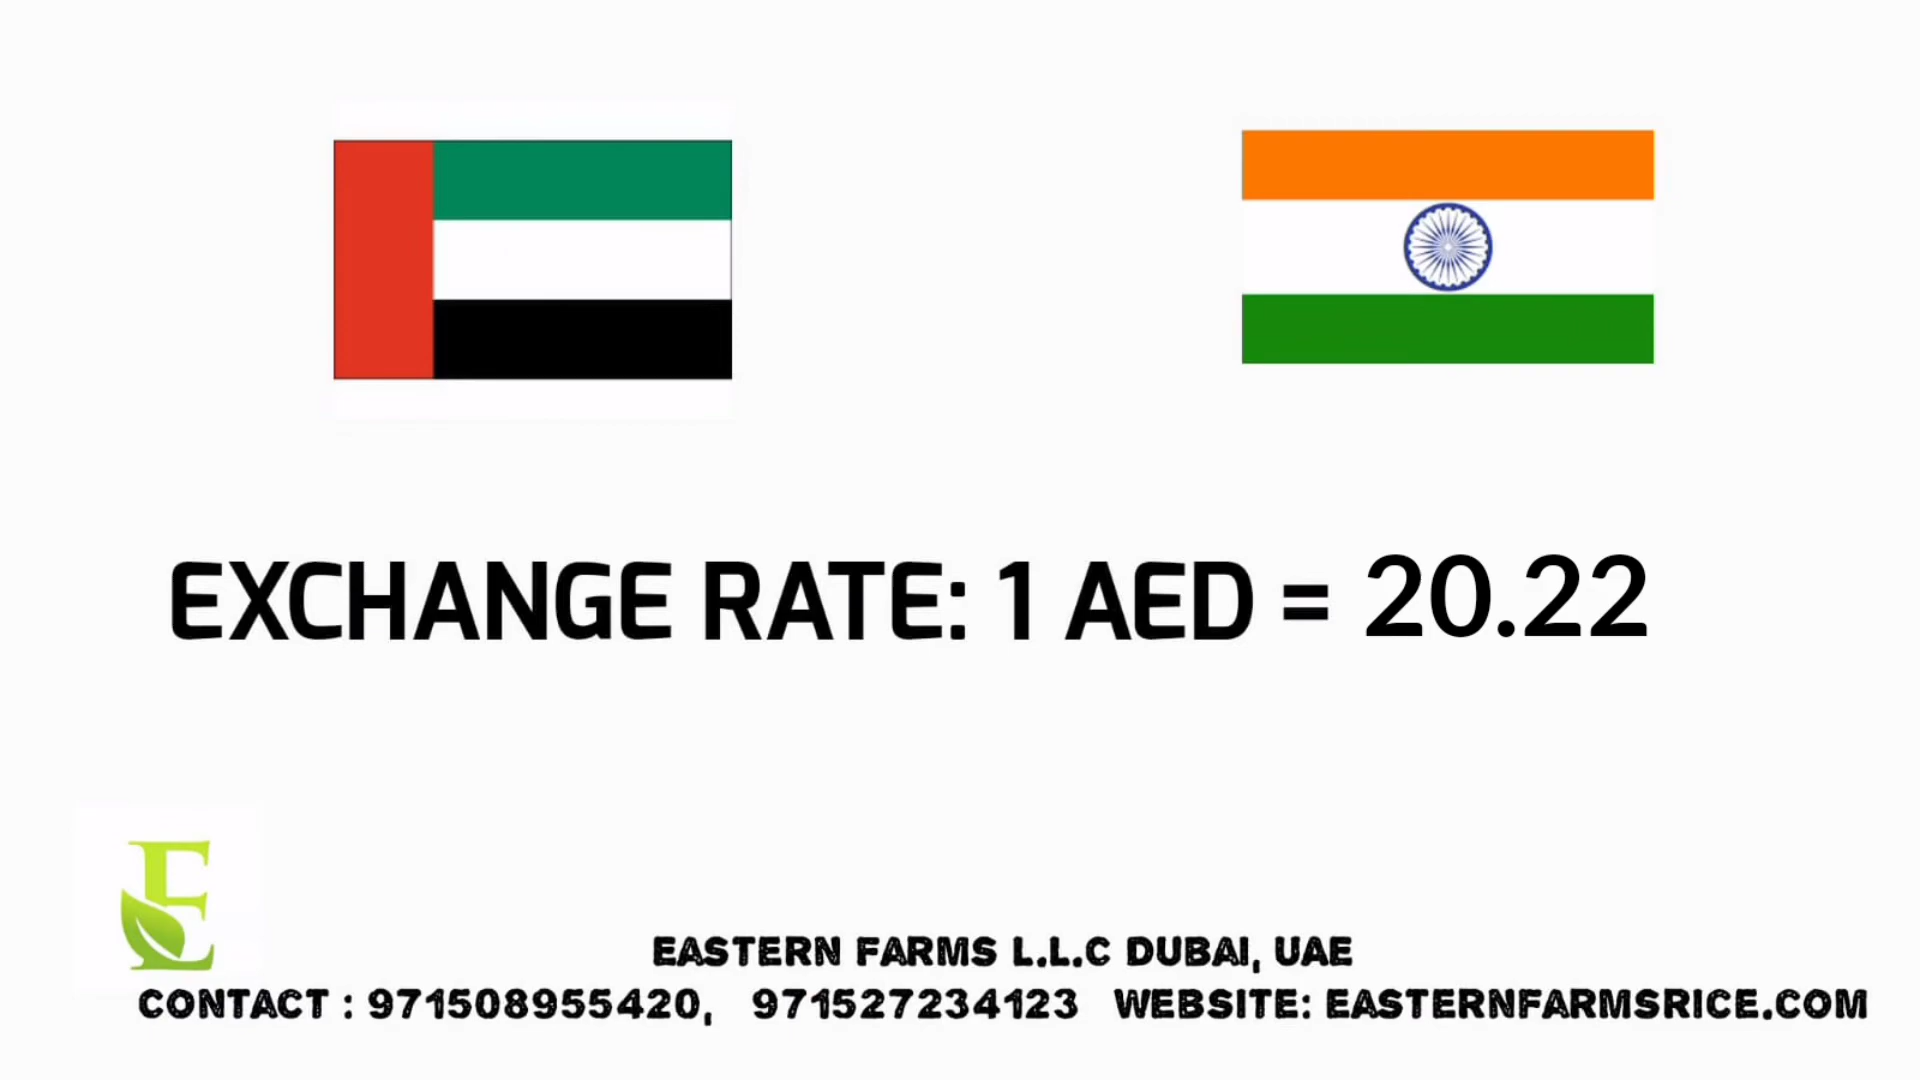 EXCHANGE RATE: 1 AED = 20.22
E
EASTERN FARMS L.L.C DUBAI, UAE
CONTACT : 971508955420, 971527234123 WEBSITE: EASTERNFARMSRICE.COM